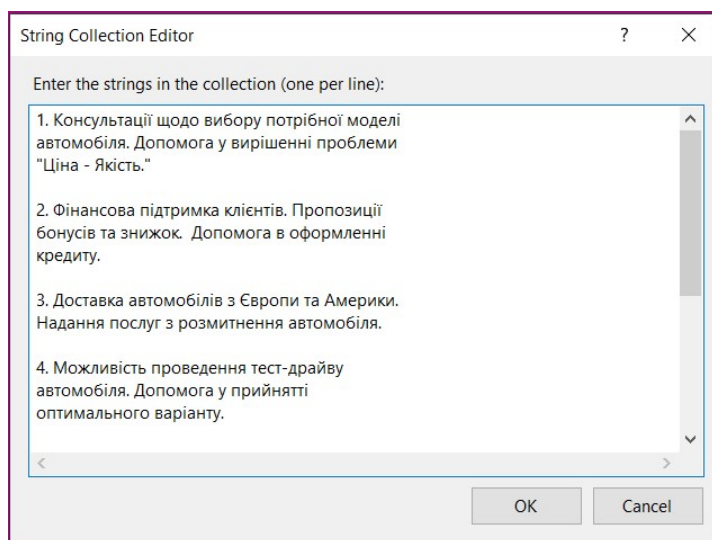 String Collection Editor
Enter the strings in the collection (one per line):
1. Консультації щодо вибору потрібної моделі
автомобіля. Допомога у вирішенні проблеми
"Ціна - Якість."
2. Фінансова підтримка клієнтів. Пропозиції
бонусів та знижок.  Допомога в оформленні
кредиту.
3. Доставка автомобілів з Європи та Америки.
Надання послуг з розмитнення автомобіля.
4. Можливість проведення тест-драйву
автомобіля. Допомога у прийнятті
оптимального варіанту.
OK Cancel